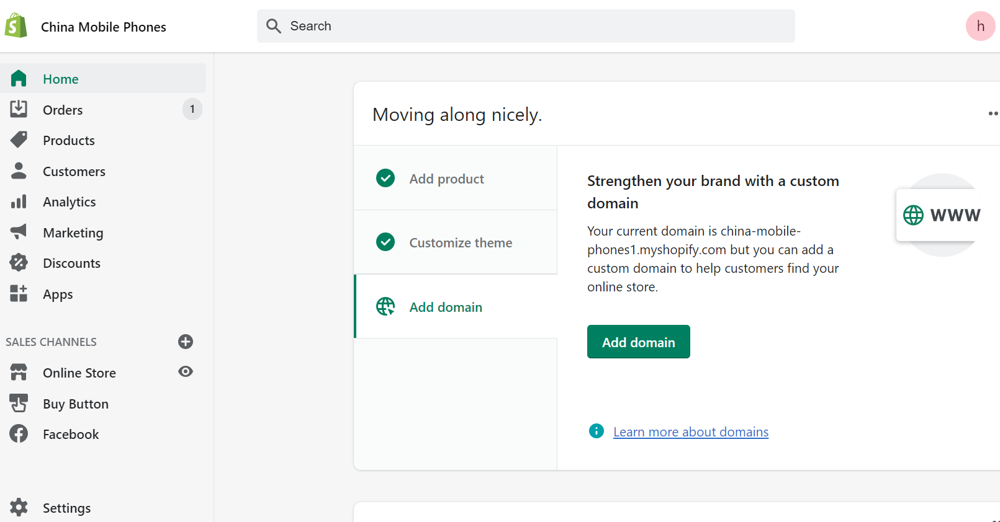 China Mobile Phones
Search
h
Home
Orders
1
Products
Customers
Analytics
Marketing
Discounts
Apps
SALES CHANNELS
Online Store
Buy Button
Facebook
Settings
Moving along nicely.
Add product
Customize theme
Add domain
Strengthen your brand with a custom
domain
Your current domain is china-mobile-
phones1.myshopify.com but you can add a
custom domain to help customers find your
online store.
Add domain
Learn more about domains
WWW